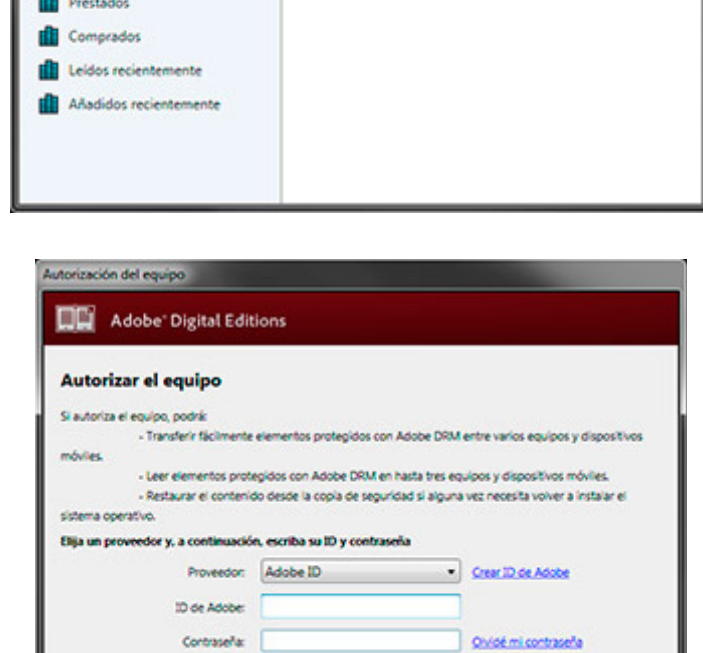 Prestados
Comprados
Leídos recientemente
Añadidos recientemente
Autorización del equipo
Adobe® Digital Editions
Autorizar el equipo
Si autoriza el equipo, podrá:
- Transferir fácilmente elementos protegidos con Adobe DRM entre varios equipos y dispositivos
móviles.
- Leer elementos protegidos con Adobe DRM en hasta tres equipos y dispositivos móviles.
- Restaurar el contenido desde la copia de seguridad si alguna vez necesita volver a instalar el
sistema operativo.
Elija un proveedor y, a continuación, escriba su ID y contraseña
Proveedor: Adobe ID Crear ID de Adobe
ID de Adobe:
Contraseña: Olvidé mi contraseña